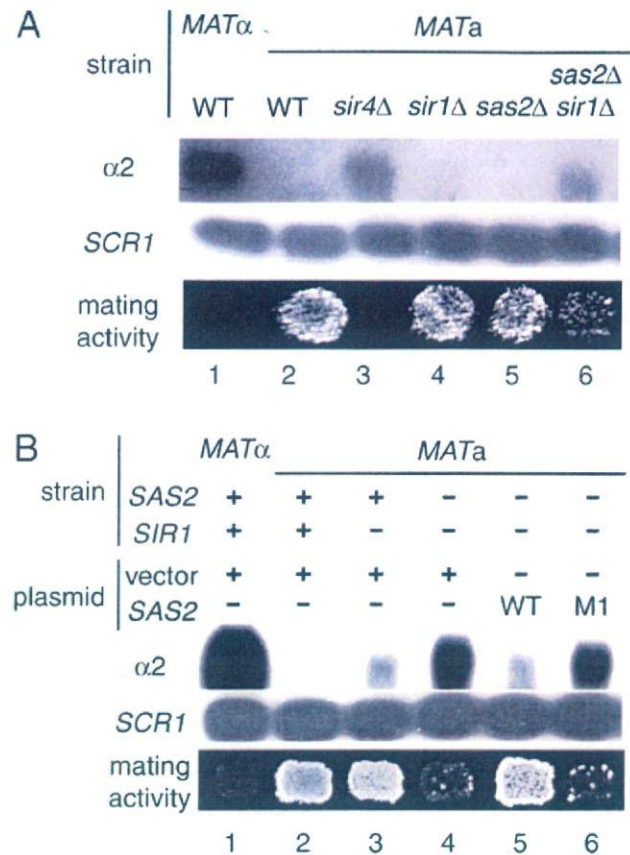 A
MATα MATa
strain
sas2Δ
WT WT sir4Δ sir1Δ sas2Δ sir1Δ
α2
SCR1
mating
activity
1 2 3 4 5 6
B
MATα MATa
strain
SAS2 + + + - - -
SIR1 + + - - - -
plasmid
vector + + + + - -
SAS2 - - - - WT M1
α2
SCR1
mating
activity
1 2 3 4 5 6